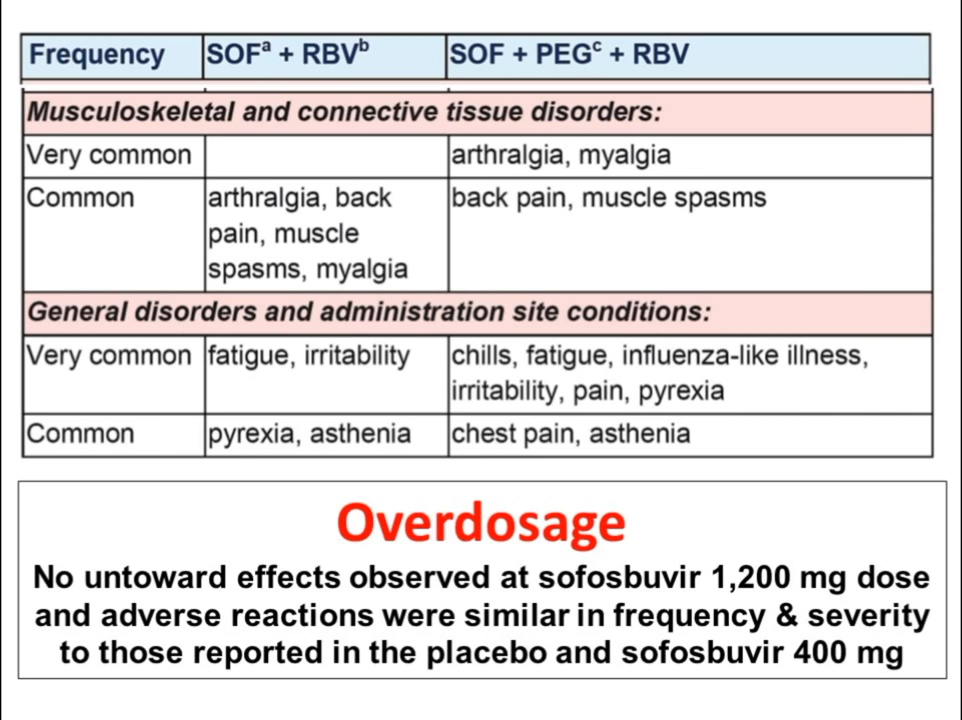 Frequency SOFᵃ + RBVᵇ SOF + PEGᶜ + RBV
Musculoskeletal and connective tissue disorders:
Very common arthralgia, myalgia
Common arthralgia, back back pain, muscle spasms
pain, muscle
spasms, myalgia
General disorders and administration site conditions:
Very common fatigue, irritability chills, fatigue, influenza-like illness,
irritability, pain, pyrexia
Common pyrexia, asthenia chest pain, asthenia
Overdosage
No untoward effects observed at sofosbuvir 1,200 mg dose
and adverse reactions were similar in frequency & severity
to those reported in the placebo and sofosbuvir 400 mg